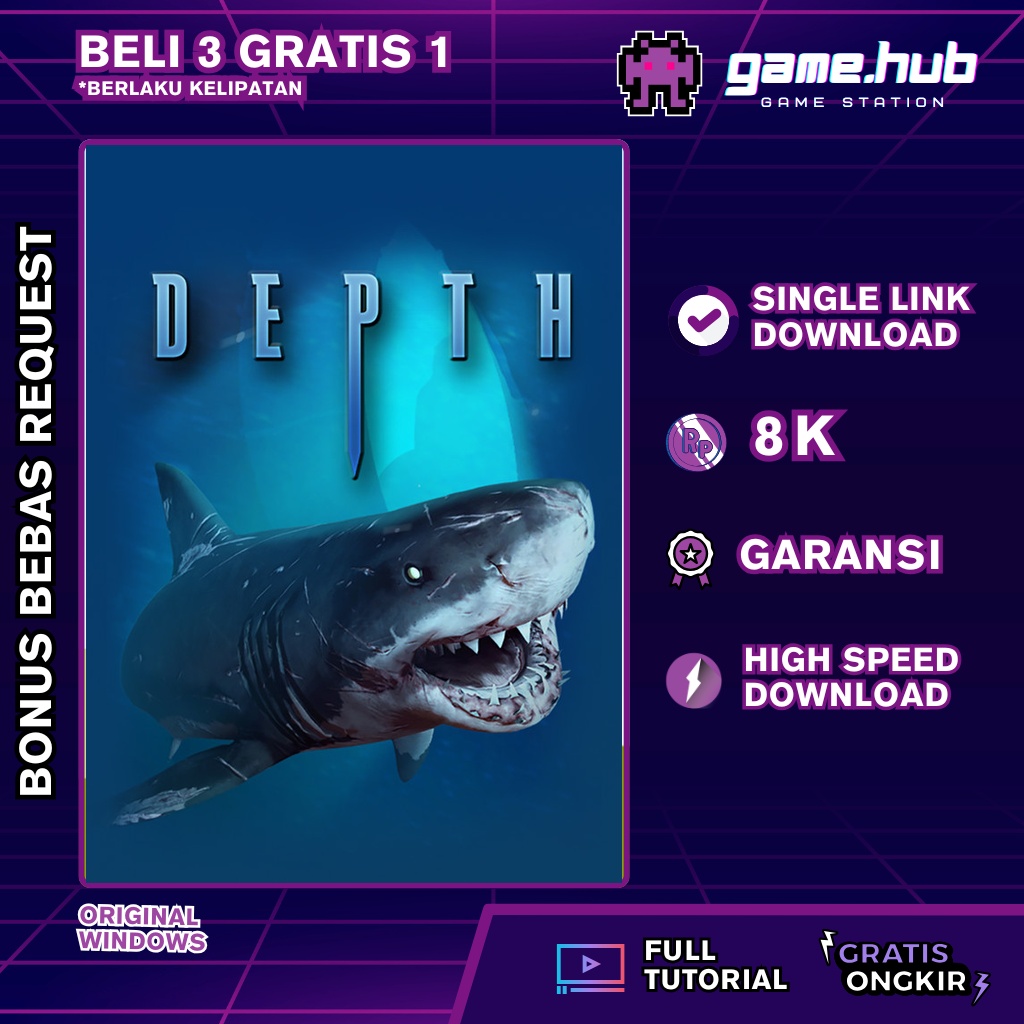 BELI 3 GRATIS 1
*BERLAKU KELIPATAN
game.hub
GAME STATION
BONUS BEBAS REQUEST
DEPTH
SINGLE LINK
DOWNLOAD
Rp
8K
GARANSI
HIGH SPEED
DOWNLOAD
ORIGINAL
WINDOWS
FULL
TUTORIAL
GRATIS
ONGKIR